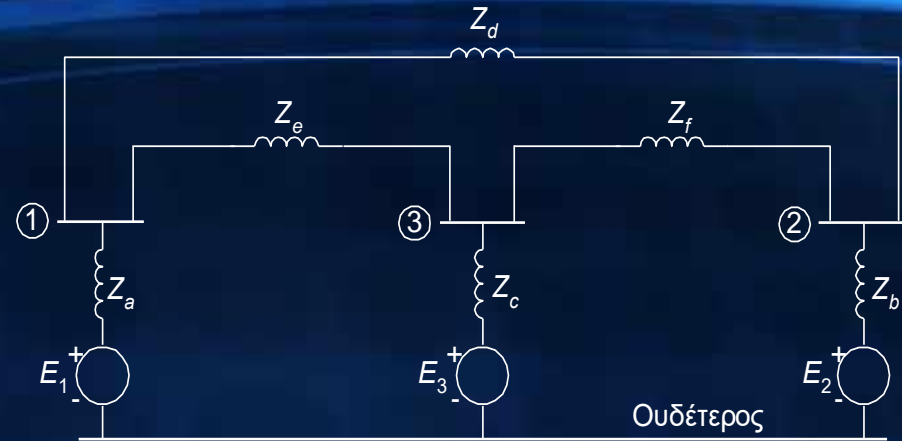 Z_d
Z_e
Z_f
1
3
2
Z_a
Z_c
Z_b
+
E_1
-
+
E_3
-
+
E_2
-
Ουδέτερος